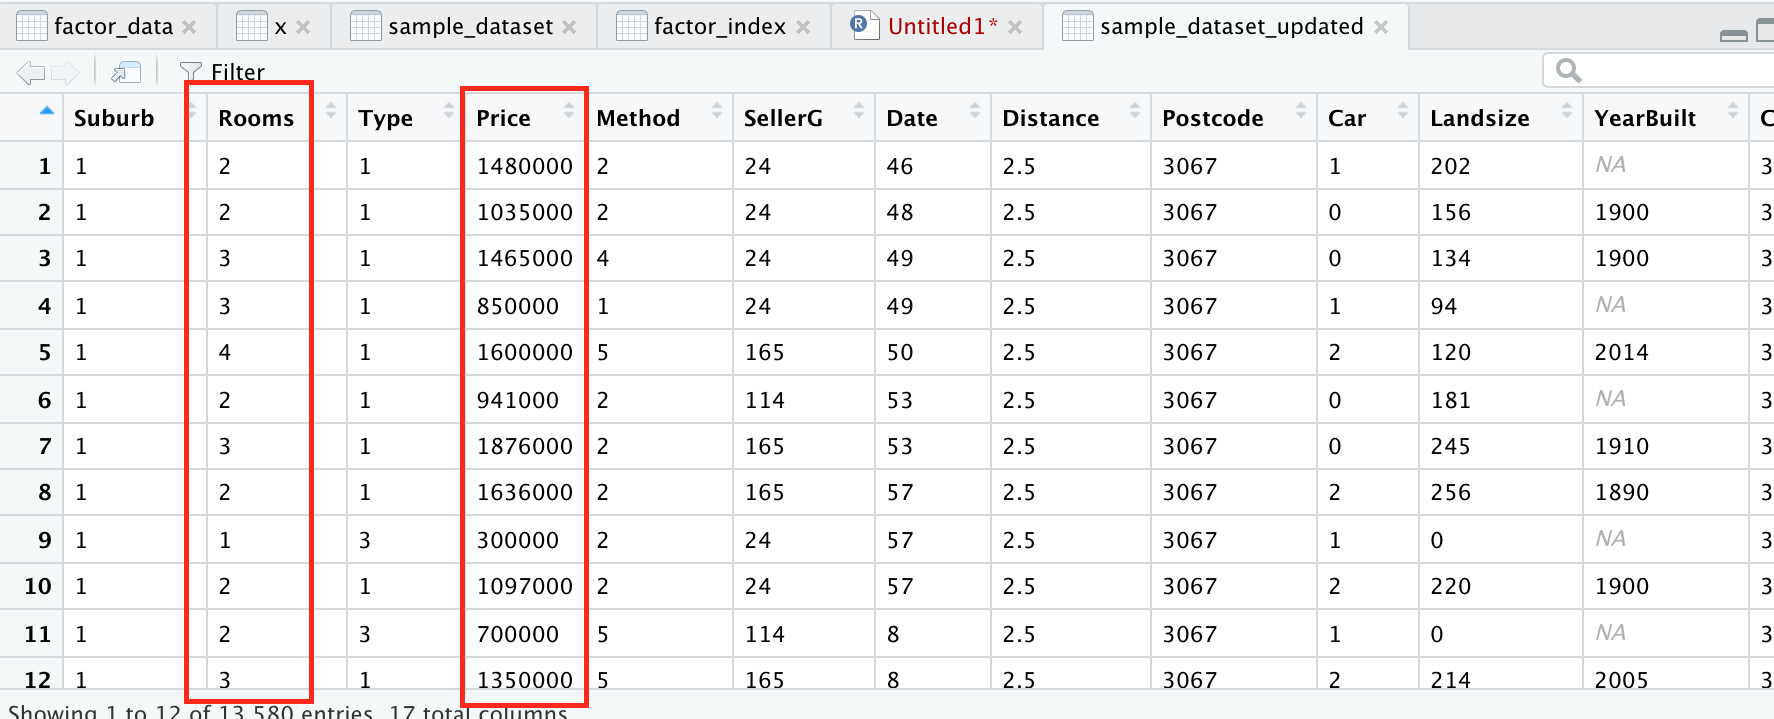 factor_data x sample_dataset factor_index Untitled1* sample_dataset_updated
Filter
Suburb Rooms Type Price Method SellerG Date Distance Postcode Car Landsize YearBuilt C
1 1 2 1 1480000 2 24 46 2.5 3067 1 202 NA 3
2 1 2 1 1035000 2 24 48 2.5 3067 0 156 1900 3
3 1 3 1 1465000 4 24 49 2.5 3067 0 134 1900 3
4 1 3 1 850000 1 24 49 2.5 3067 1 94 NA 3
5 1 4 1 1600000 5 165 50 2.5 3067 2 120 2014 3
6 1 2 1 941000 2 114 53 2.5 3067 0 181 NA 3
7 1 3 1 1876000 2 165 53 2.5 3067 0 245 1910 3
8 1 2 1 1636000 2 165 57 2.5 3067 2 256 1890 3
9 1 1 3 300000 2 24 57 2.5 3067 1 0 NA 3
10 1 2 1 1097000 2 24 57 2.5 3067 2 220 1900 3
11 1 2 3 700000 5 114 8 2.5 3067 1 0 NA 3
12 1 3 1 1350000 5 165 8 2.5 3067 2 214 2005 3
Showing 1 to 12 of 13,580 entries, 17 total columns